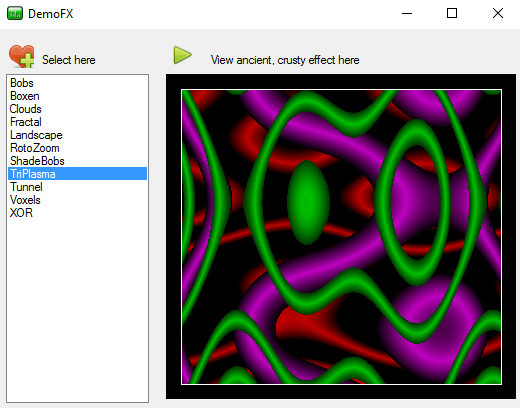 DemoFX
Select here
View ancient, crusty effect here
Bobs
Boxen
Clouds
Fractal
Landscape
RotoZoom
ShadeBobs
TriPlasma
Tunnel
Voxels
XOR